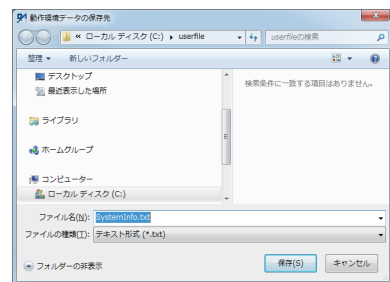 動作環境データの保存先
« ローカル ディスク (C:) ▸ userfile
userfileの検索
整理 ▼ 新しいフォルダー
デスクトップ
最近表示した場所
検索条件に一致する項目はありません。
ライブラリ
ホームグループ
コンピューター
ローカル ディスク (C:)
ファイル名(N): SystemInfo.txt
ファイルの種類(T): テキスト形式 (*.txt)
フォルダーの非表示
保存(S) キャンセル